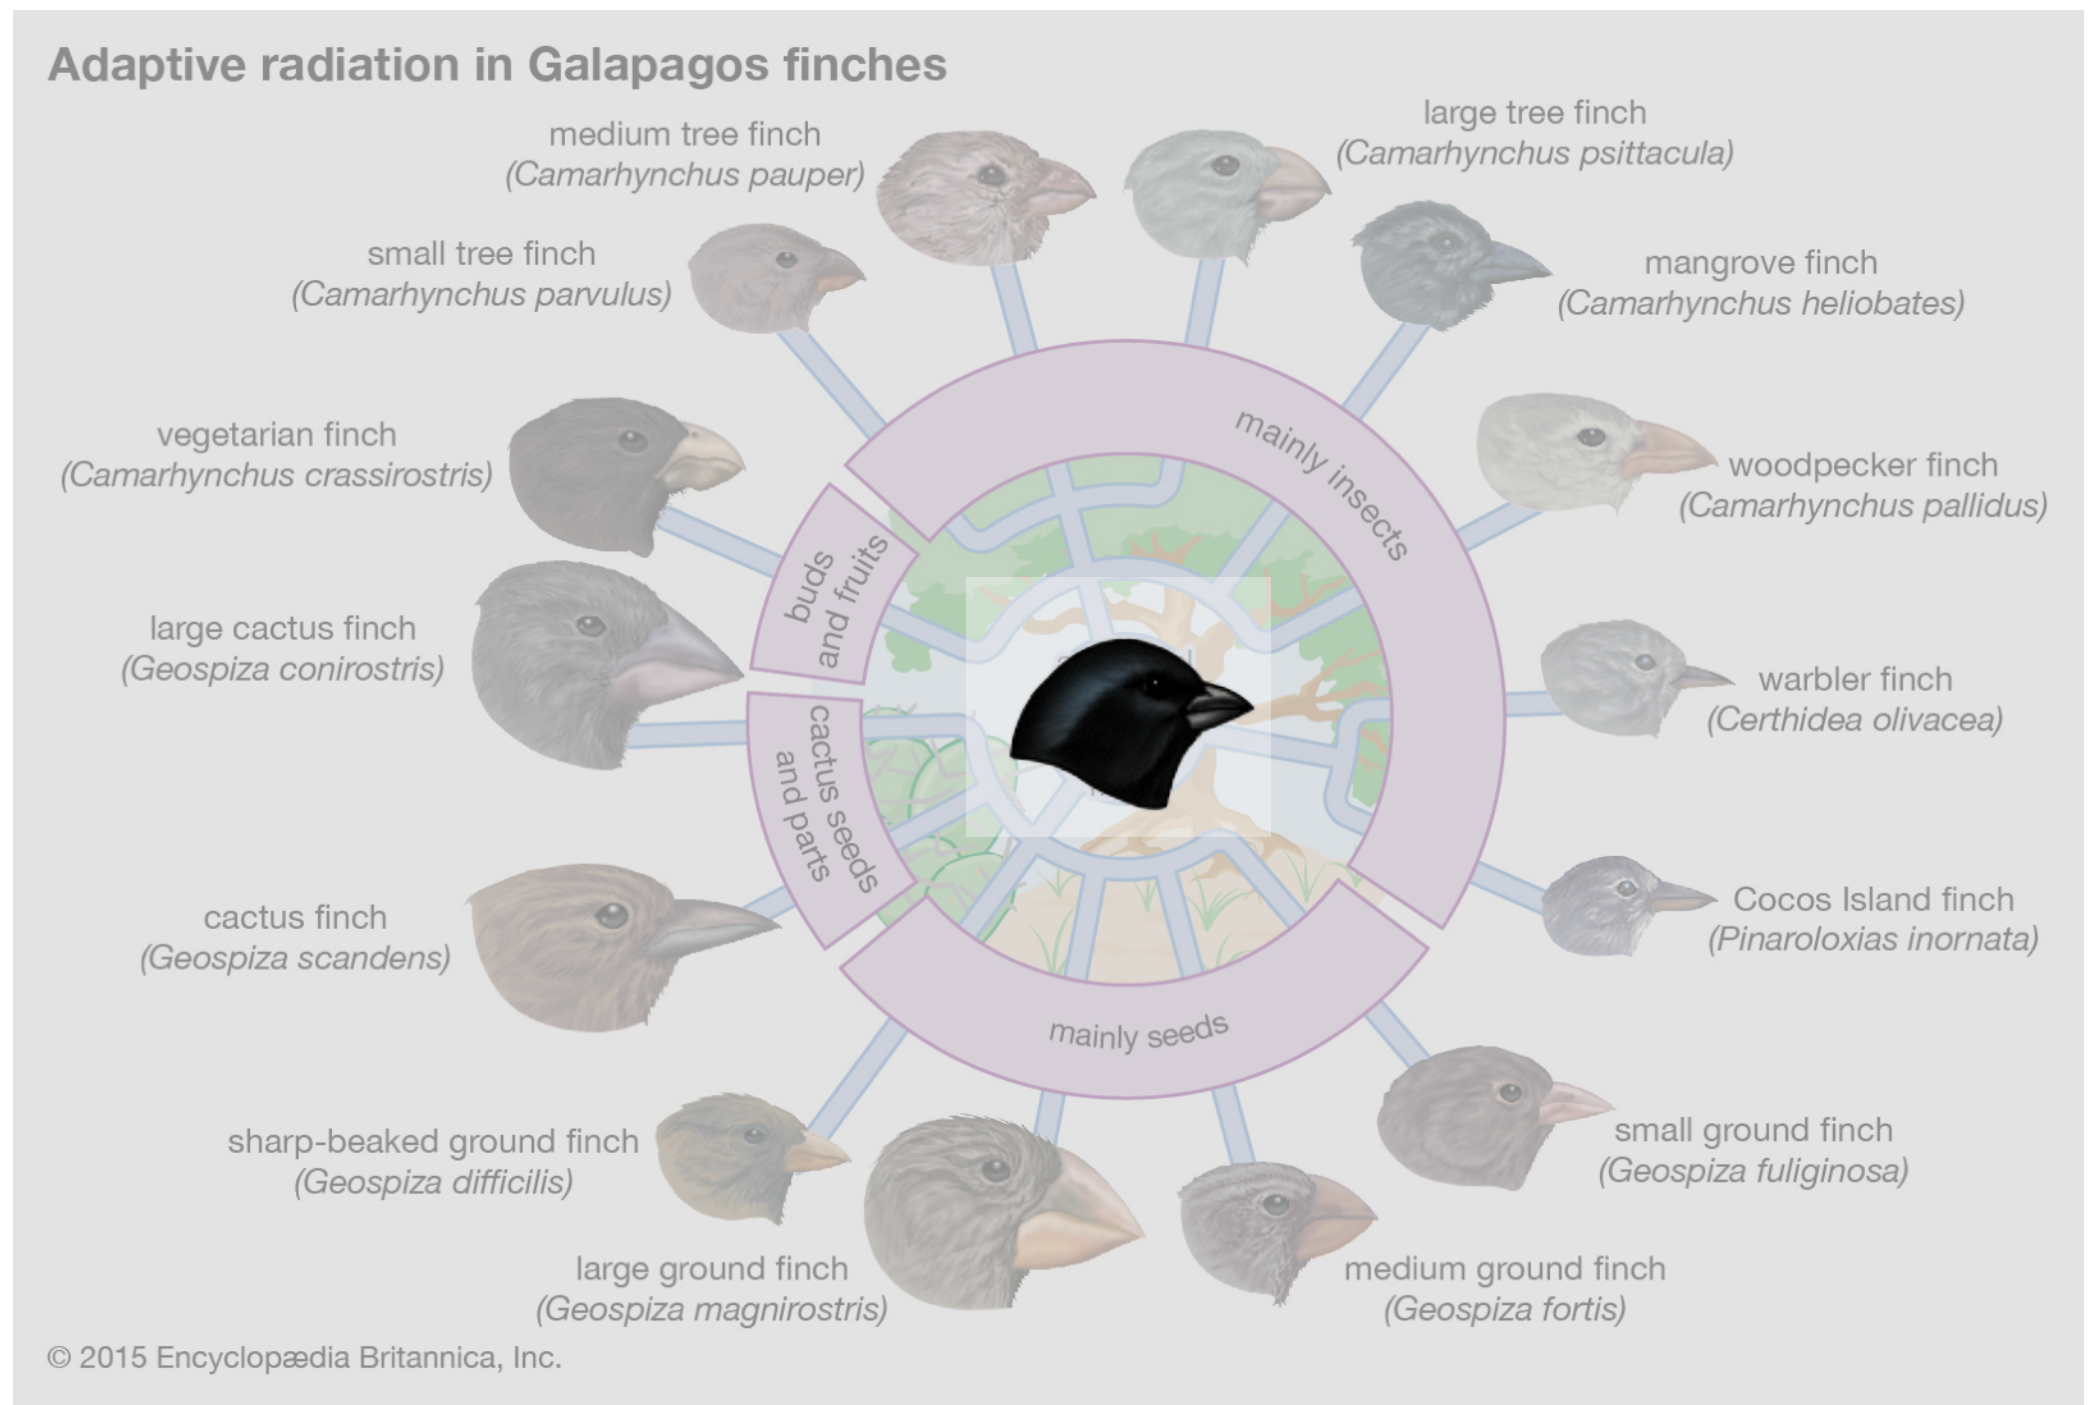 Adaptive radiation in Galapagos finches
medium tree finch
(Camarhynchus pauper)
large tree finch
(Camarhynchus psittacula)
small tree finch
(Camarhynchus parvulus)
mangrove finch
(Camarhynchus heliobates)
vegetarian finch
(Camarhynchus crassirostris)
woodpecker finch
(Camarhynchus pallidus)
mainly insects
buds
and fruits
large cactus finch
(Geospiza conirostris)
warbler finch
(Certhidea olivacea)
cactus seeds
and parts
cactus finch
(Geospiza scandens)
Cocos Island finch
(Pinaroloxias inornata)
mainly seeds
sharp-beaked ground finch
(Geospiza difficilis)
small ground finch
(Geospiza fuliginosa)
large ground finch
(Geospiza magnirostris)
medium ground finch
(Geospiza fortis)
© 2015 Encyclopædia Britannica, Inc.